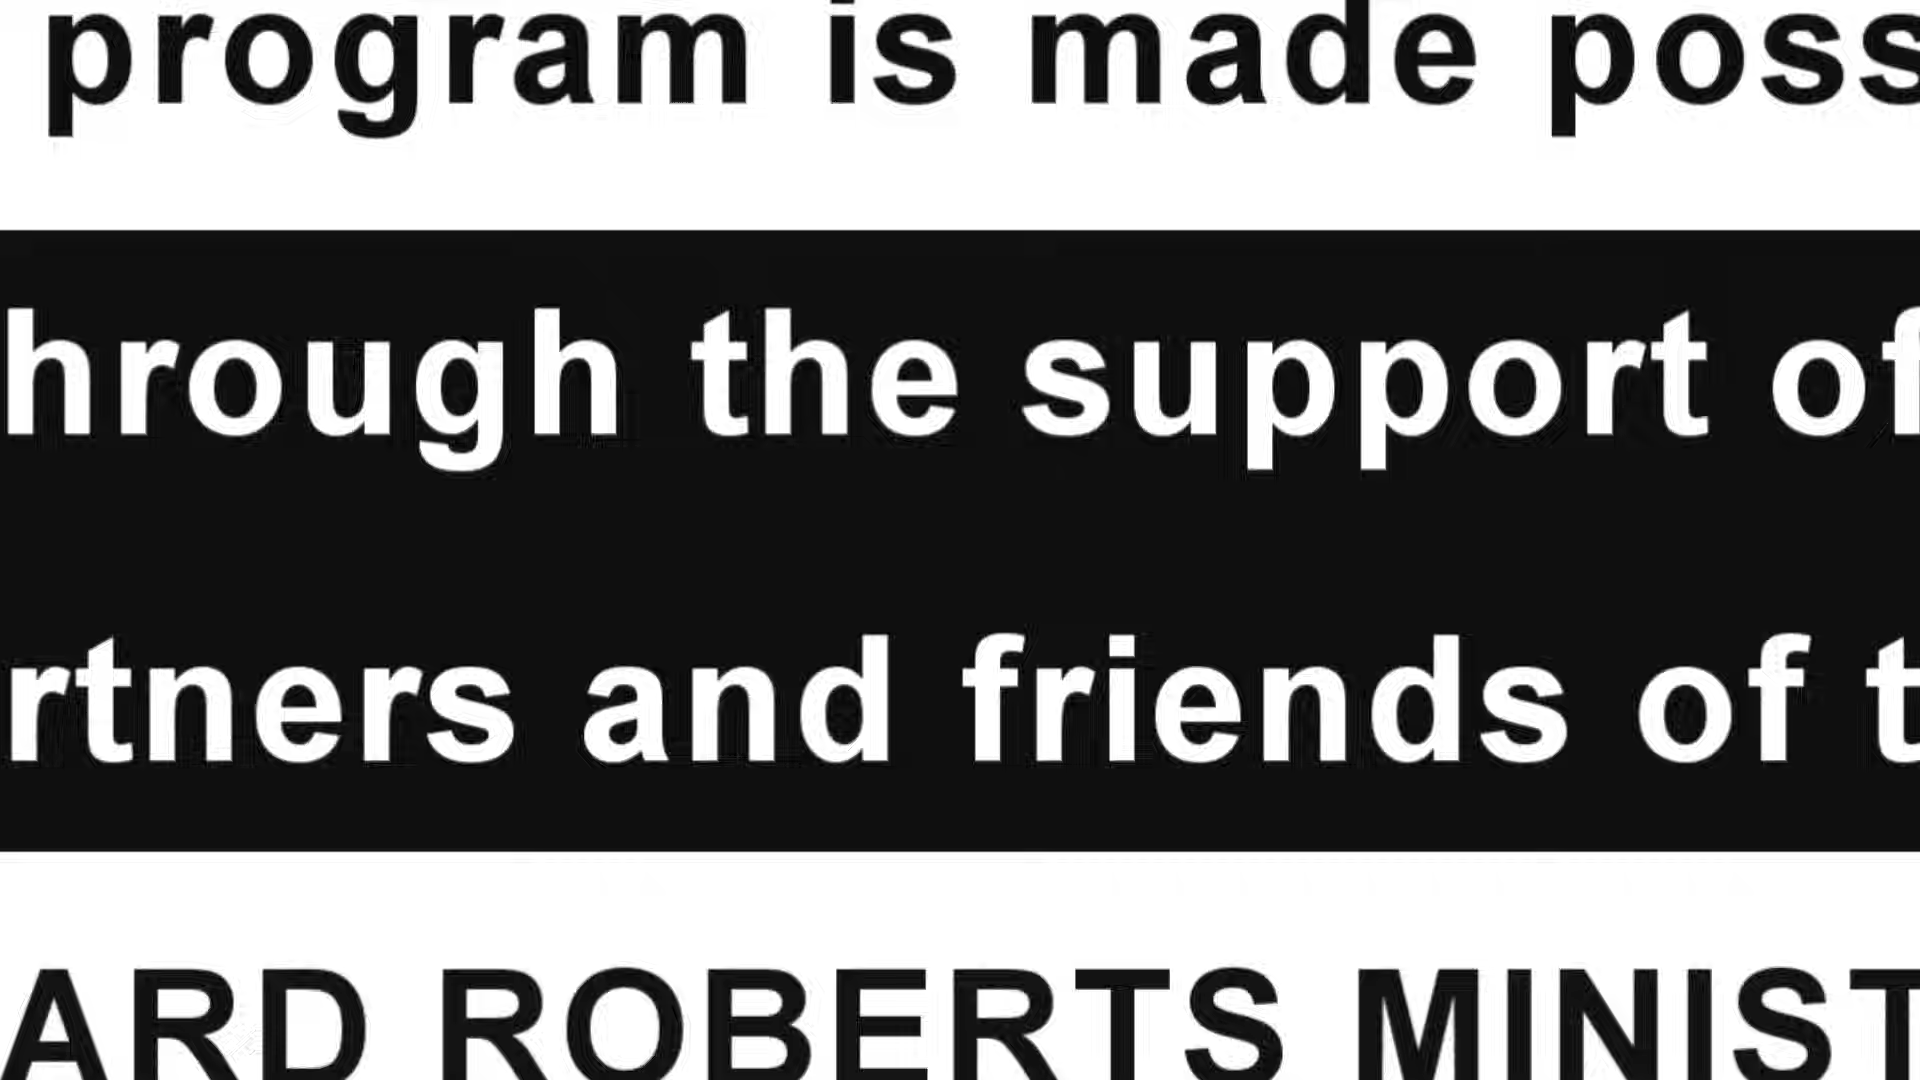 program is made poss
hrough the support of
rtners and friends of t
ARD ROBERTS MINIST